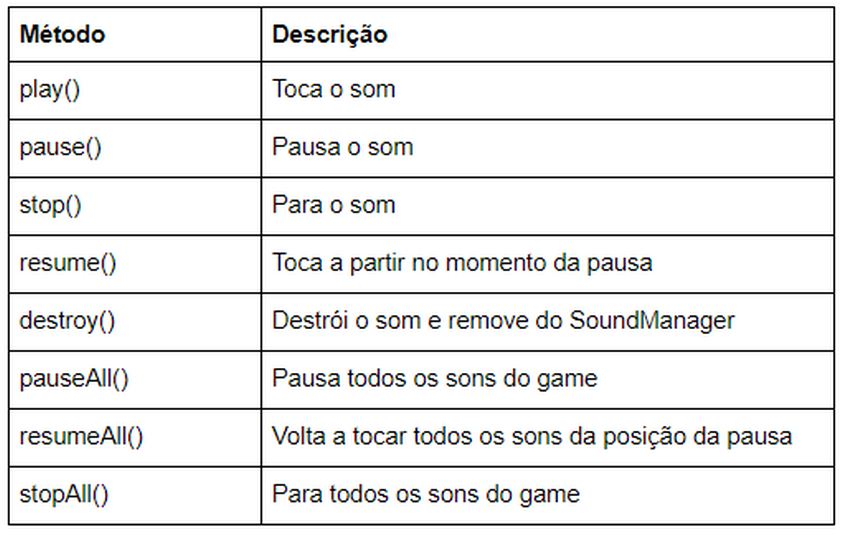 Método Descrição
play() Toca o som
pause() Pausa o som
stop() Para o som
resume() Toca a partir no momento da pausa
destroy() Destrói o som e remove do SoundManager
pauseAll() Pausa todos os sons do game
resumeAll() Volta a tocar todos os sons da posição da pausa
stopAll() Para todos os sons do game